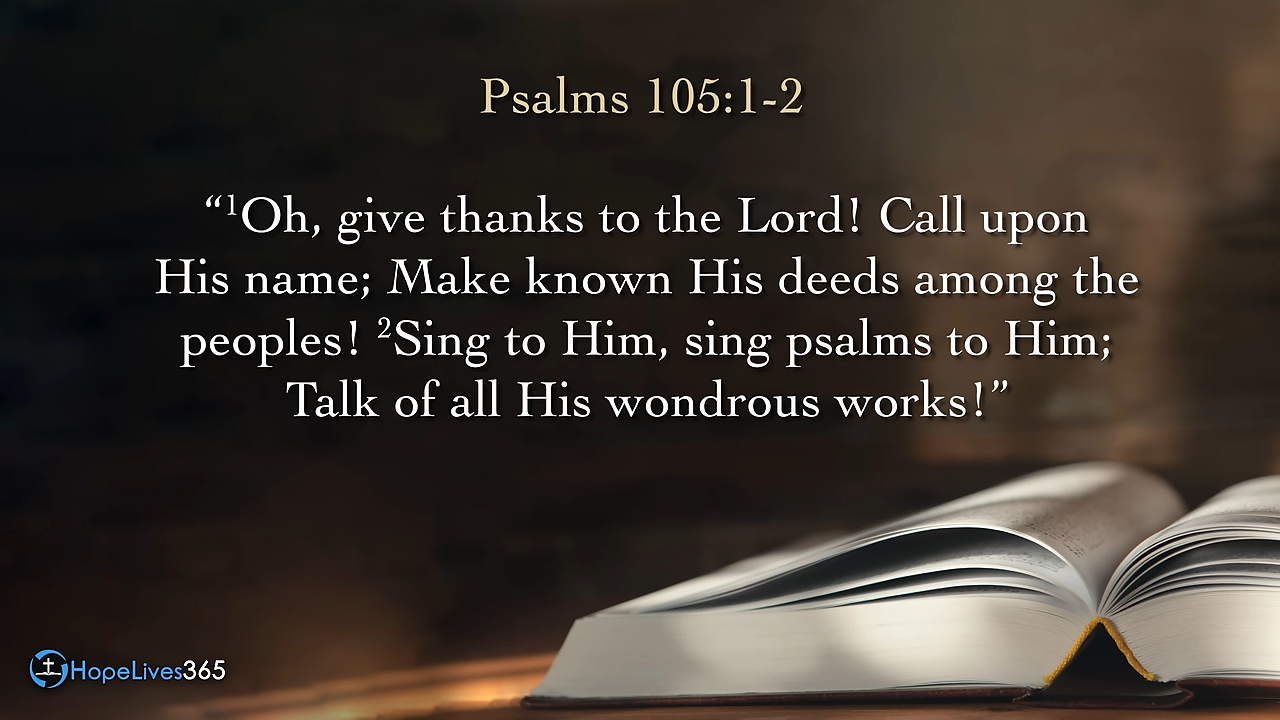 Psalms 105:1-2
“¹Oh, give thanks to the Lord! Call upon
His name; Make known His deeds among the
peoples! ²Sing to Him, sing psalms to Him;
Talk of all His wondrous works!”
HopeLives365